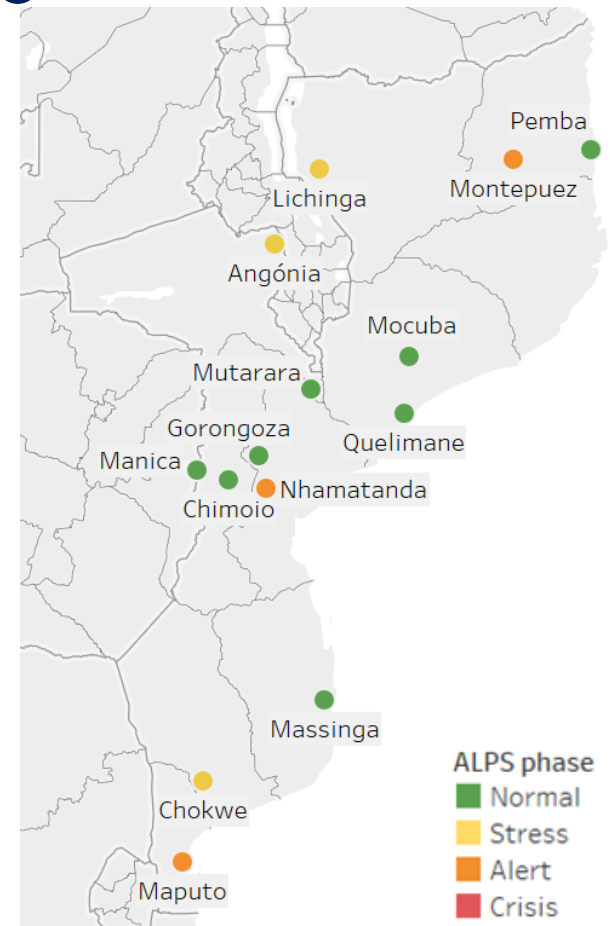 Pemba
Montepuez
Lichinga
Angónia
Mocuba
Mutarara
Gorongoza
Quelimane
Manica
Nhamatanda
Chimoio
Massinga
ALPS phase
Normal
Chokwe
Stress
Alert
Maputo
Crisis